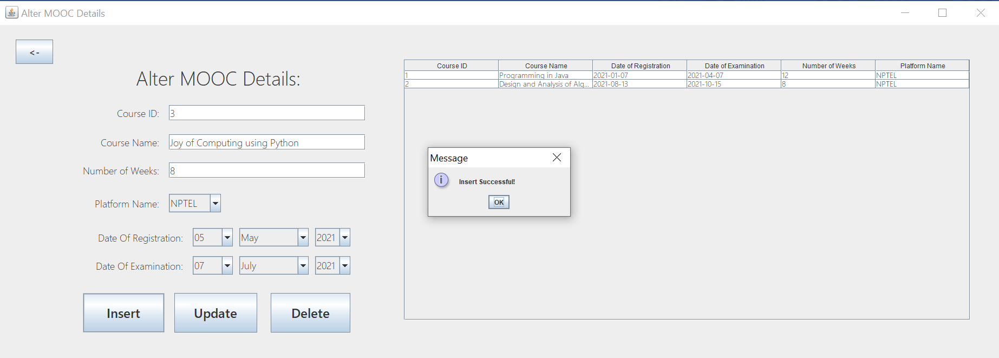 Alter MOOC Details
<-
Alter MOOC Details:
Course ID: 3
Course Name: Joy of Computing using Python
Number of Weeks: 8
Platform Name: NPTEL
Date Of Registration: 05 May 2021
Date Of Examination: 07 July 2021
Insert Update Delete
Course ID Course Name Date of Registration Date of Examination Number of Weeks Platform Name
1 Programming in Java 2021-01-07 2021-04-07 12 NPTEL
2 Design and Analysis of Alg... 2021-08-13 2021-10-15 8 NPTEL
Message
i Insert Successful!
OK